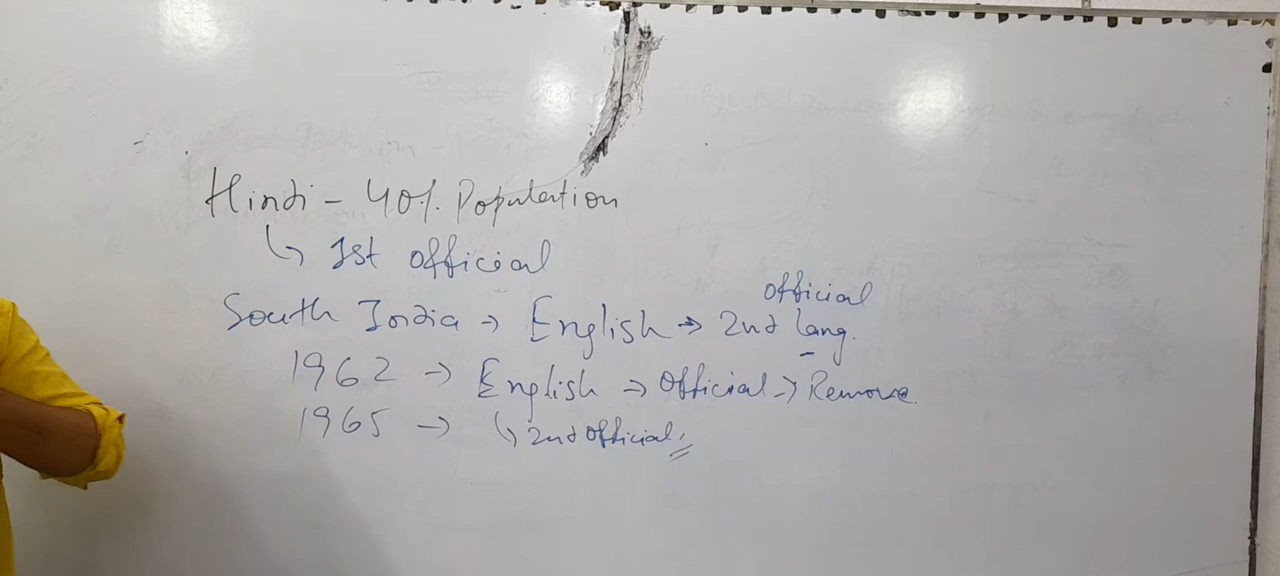 Hindi - 40% Population
↳ 1st official
South India → English → 2nd official lang.
1962 → English → Official → Remove.
1965 → ↳ 2nd official,